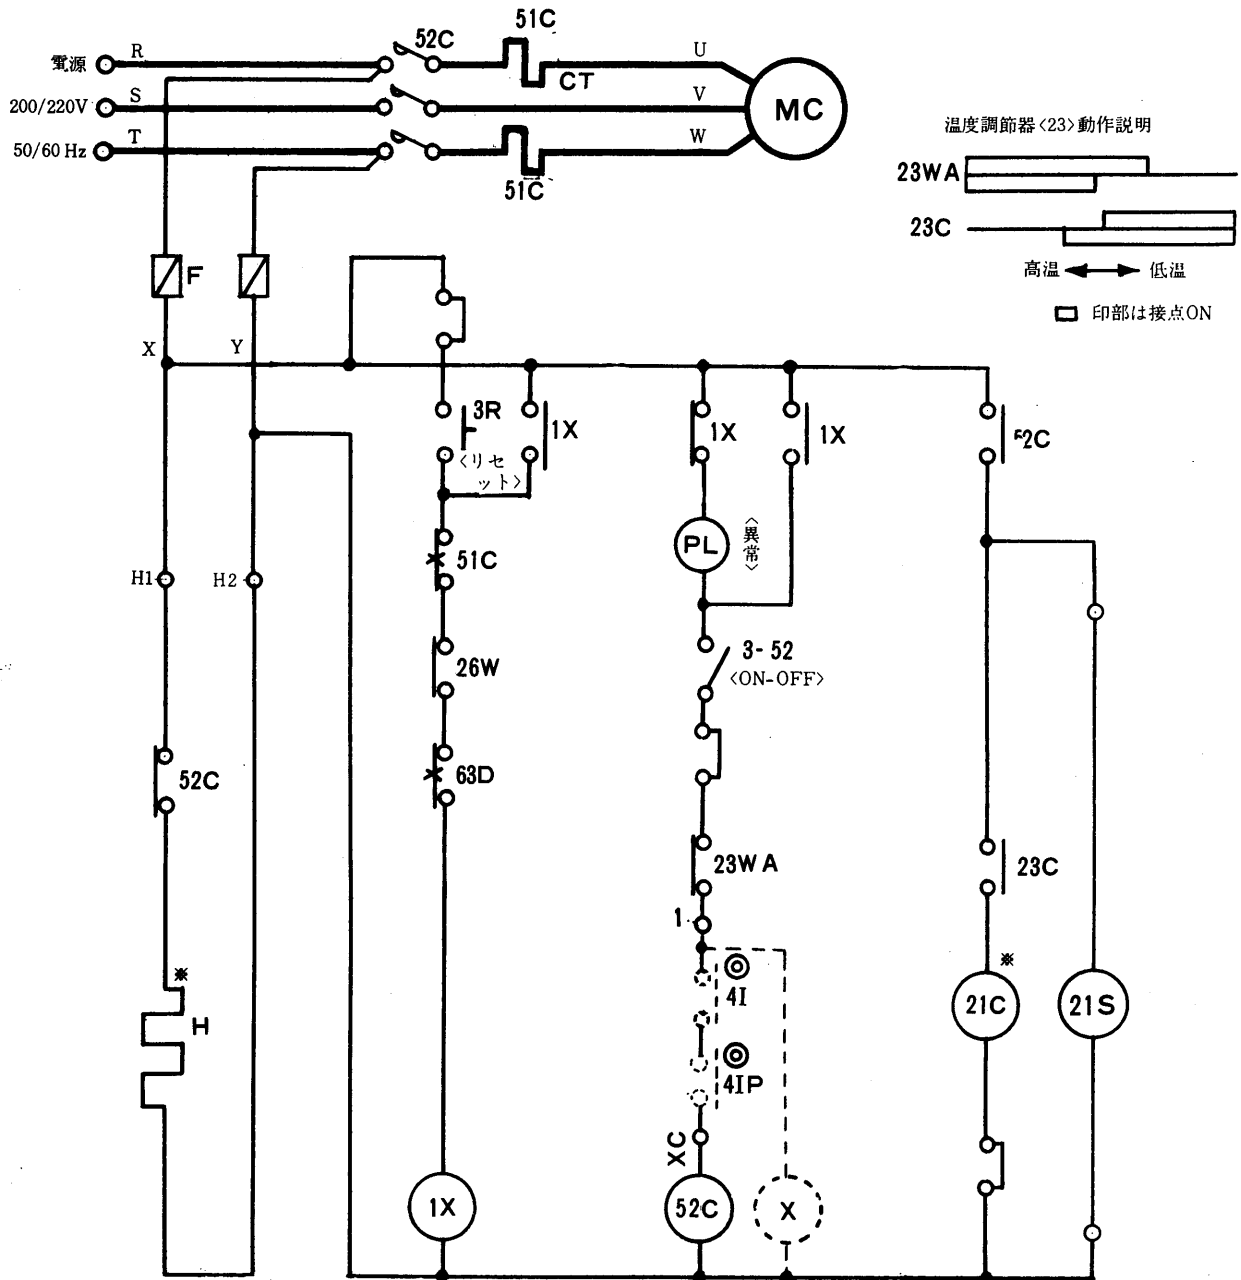 51C
52C
R
電源
U
CT
200/220V
S
V
MC
50/60 Hz
T
W
51C
温度調節器<23>動作説明
23WA
23C
高温
低温
印部は接点ON
F
X
Y
3R
<リセ
ット>
1X
1X
1X
52C
PL
<異常>
51C
H1
H2
26W
3-52
<ON-OFF>
52C
63D
23WA
23C
1
※
H
4I
※
21C
21S
4IP
XC
1X
52C
X